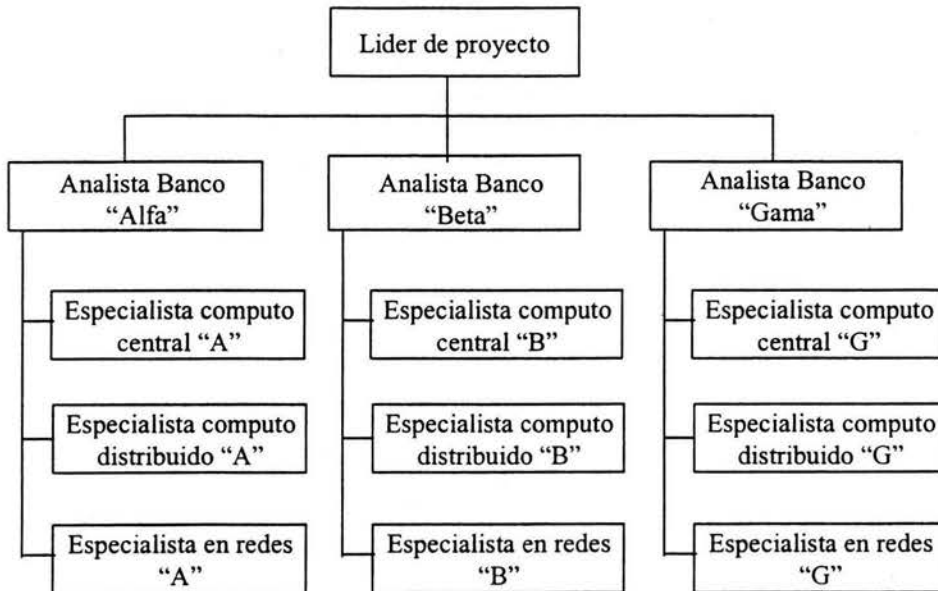 Lider de proyecto
Analista Banco
“Alfa”
Analista Banco
“Beta”
Analista Banco
“Gama”
Especialista computo
central “A”
Especialista computo
central “B”
Especialista computo
central “G”
Especialista computo
distribuido “A”
Especialista computo
distribuido “B”
Especialista computo
distribuido “G”
Especialista en redes
“A”
Especialista en redes
“B”
Especialista en redes
“G”